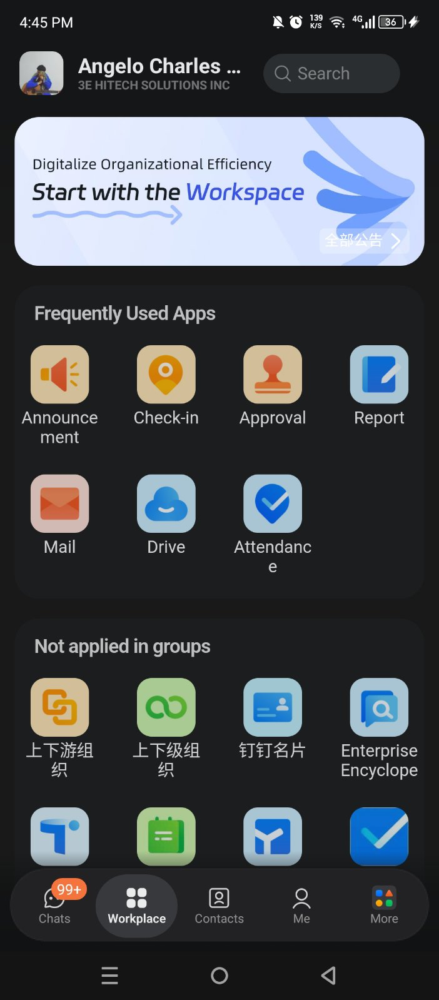 4:45 PM
139
K/S
4G
36
Angelo Charles ...
3E HITECH SOLUTIONS INC
Search
Digitalize Organizational Efficiency
Start with the Workspace
全部公告
Frequently Used Apps
Announce
ment
Check-in
Approval
Report
Mail
Drive
Attendanc
e
Not applied in groups
上下游组
织
上下级组
织
钉钉名片
Enterprise
Encyclope
99+
Chats
Workplace
Contacts
Me
More